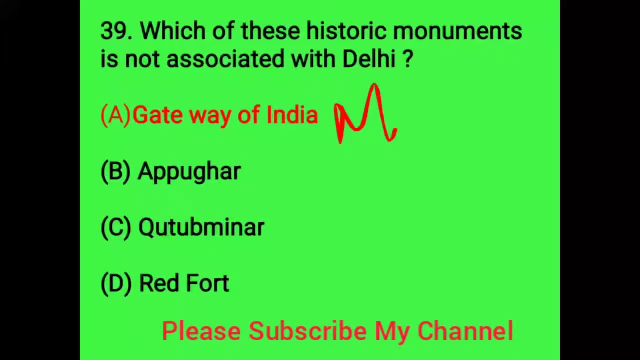 39. Which of these historic monuments
is not associated with Delhi ?
(A)Gate way of India
(B) Appughar
(C) Qutubminar
(D) Red Fort
Please Subscribe My Channel